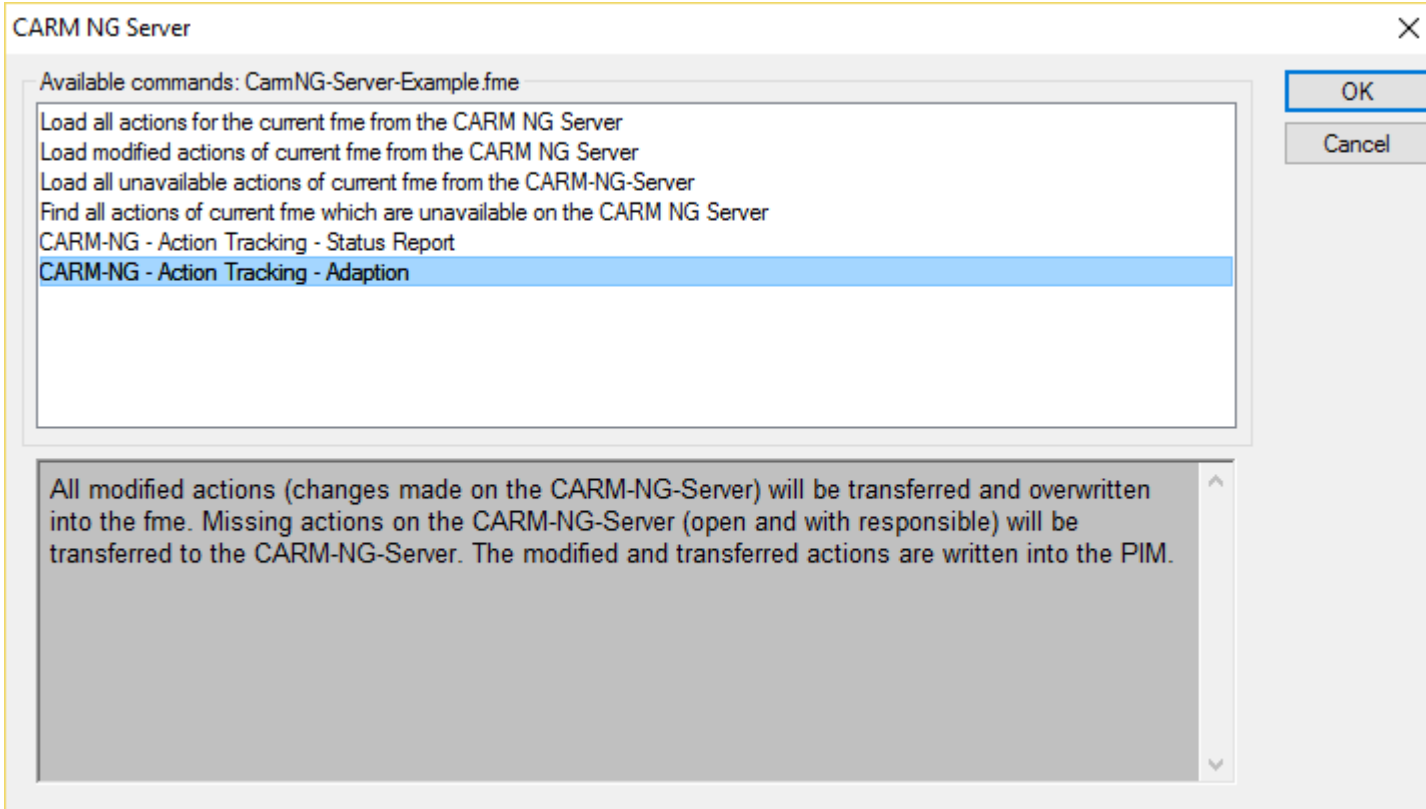 CARM NG Server
Available commands: CarmNG-Server-Example.fme
OK
Cancel
Load all actions for the current fme from the CARM NG Server
Load modified actions of current fme from the CARM NG Server
Load all unavailable actions of current fme from the CARM-NG-Server
Find all actions of current fme which are unavailable on the CARM NG Server
CARM-NG - Action Tracking - Status Report
CARM-NG - Action Tracking - Adaption
All modified actions (changes made on the CARM-NG-Server) will be transferred and overwritten
into the fme. Missing actions on the CARM-NG-Server (open and with responsible) will be
transferred to the CARM-NG-Server. The modified and transferred actions are written into the PIM.